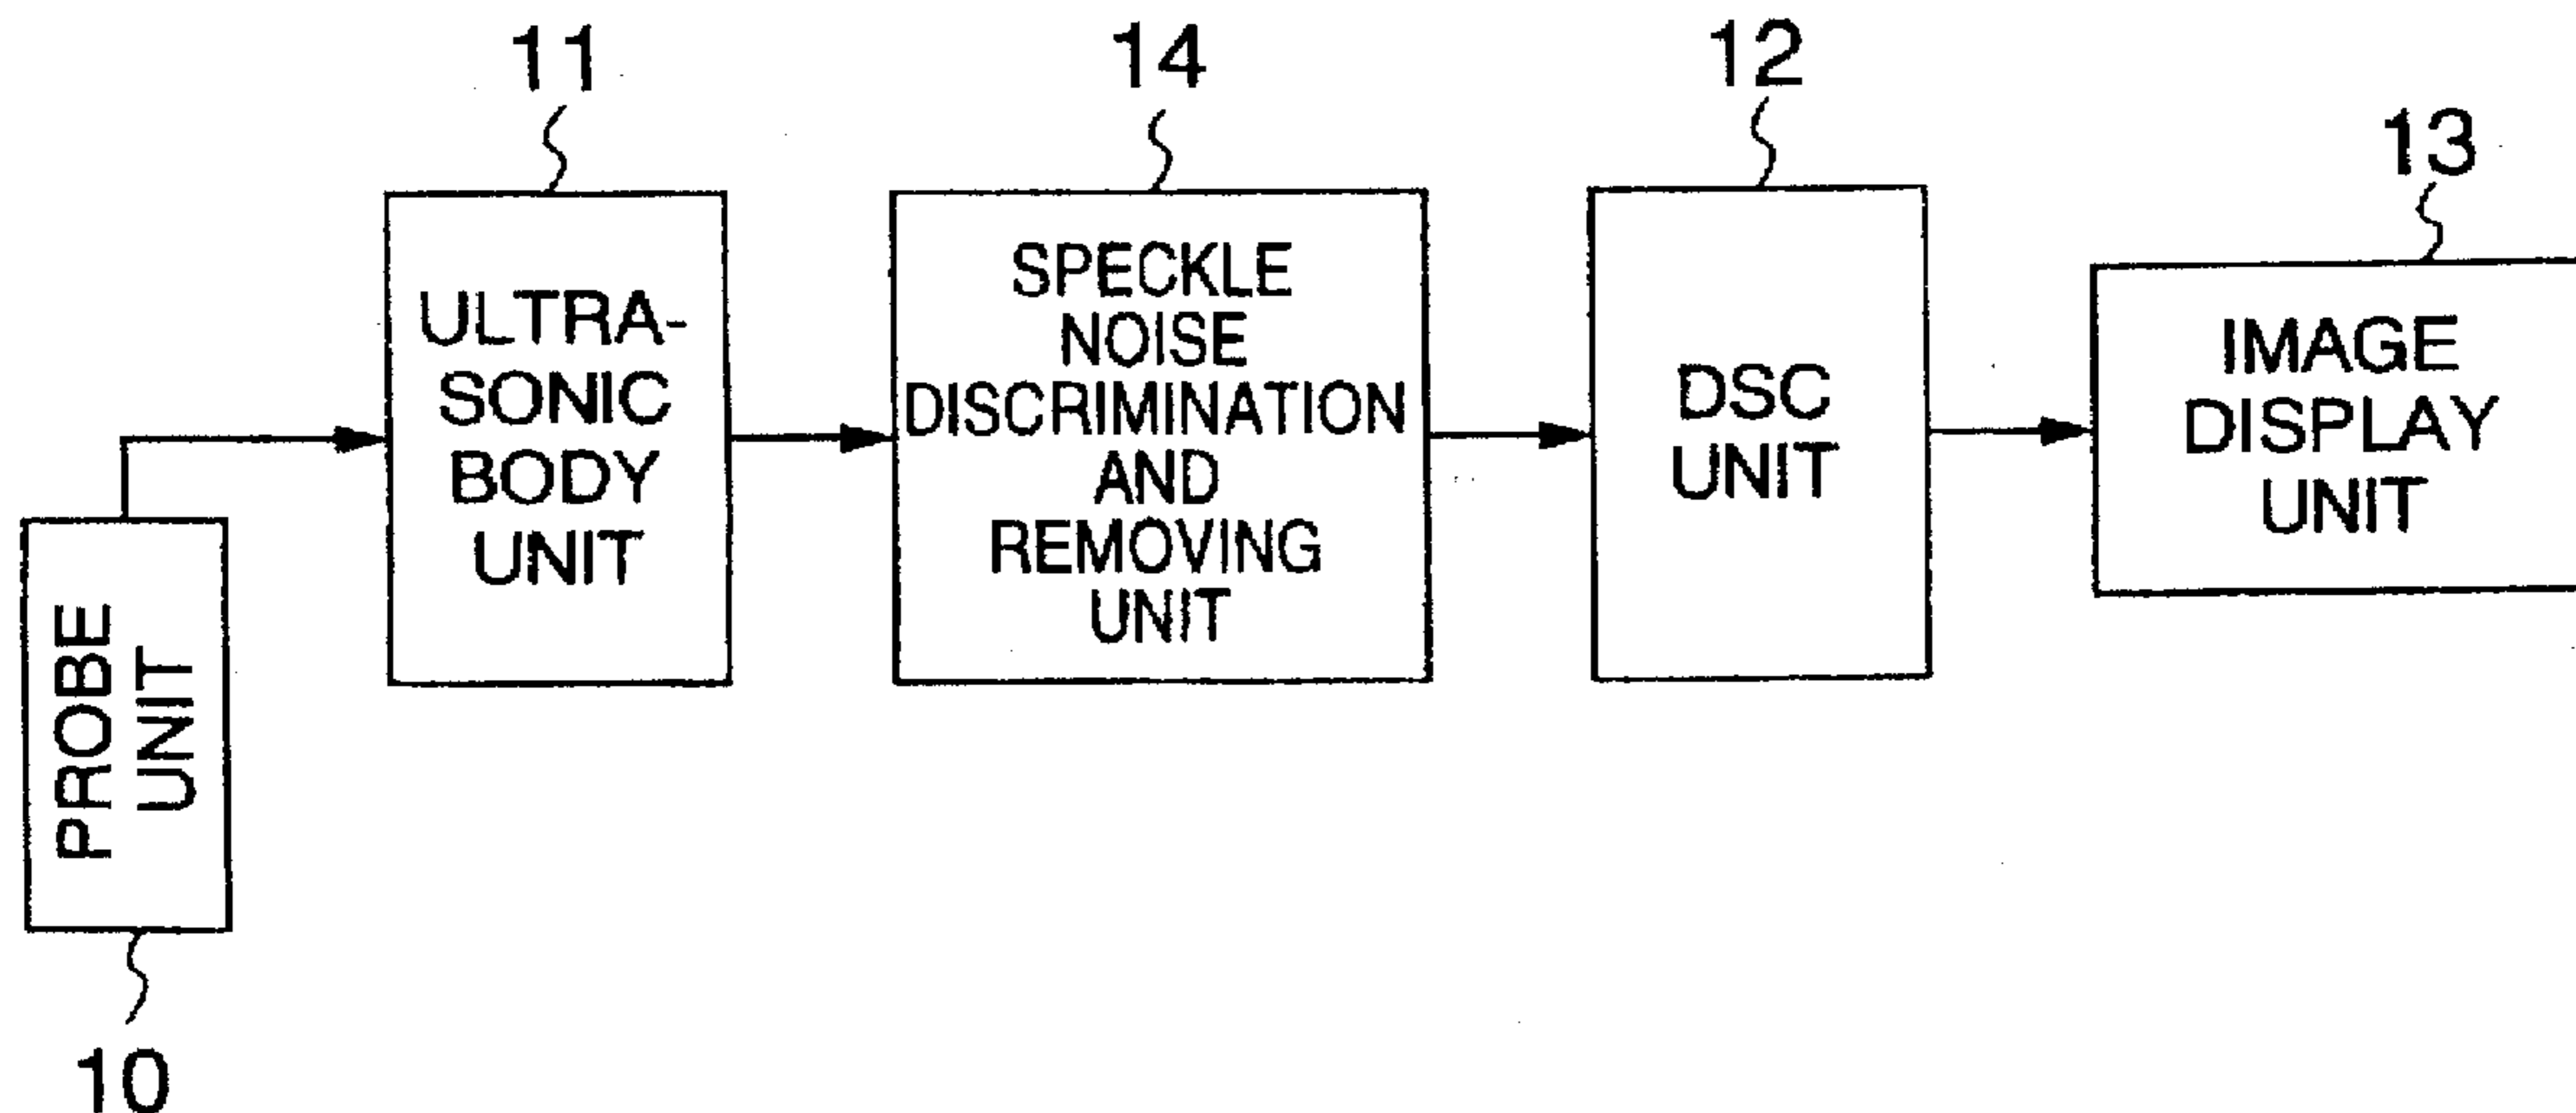 11
14
12
13
ULTRA-
SONIC
BODY
UNIT
SPECKLE
NOISE
DISCRIMINATION
AND
REMOVING
UNIT
DSC
UNIT
IMAGE
DISPLAY
UNIT
PROBE
UNIT
10